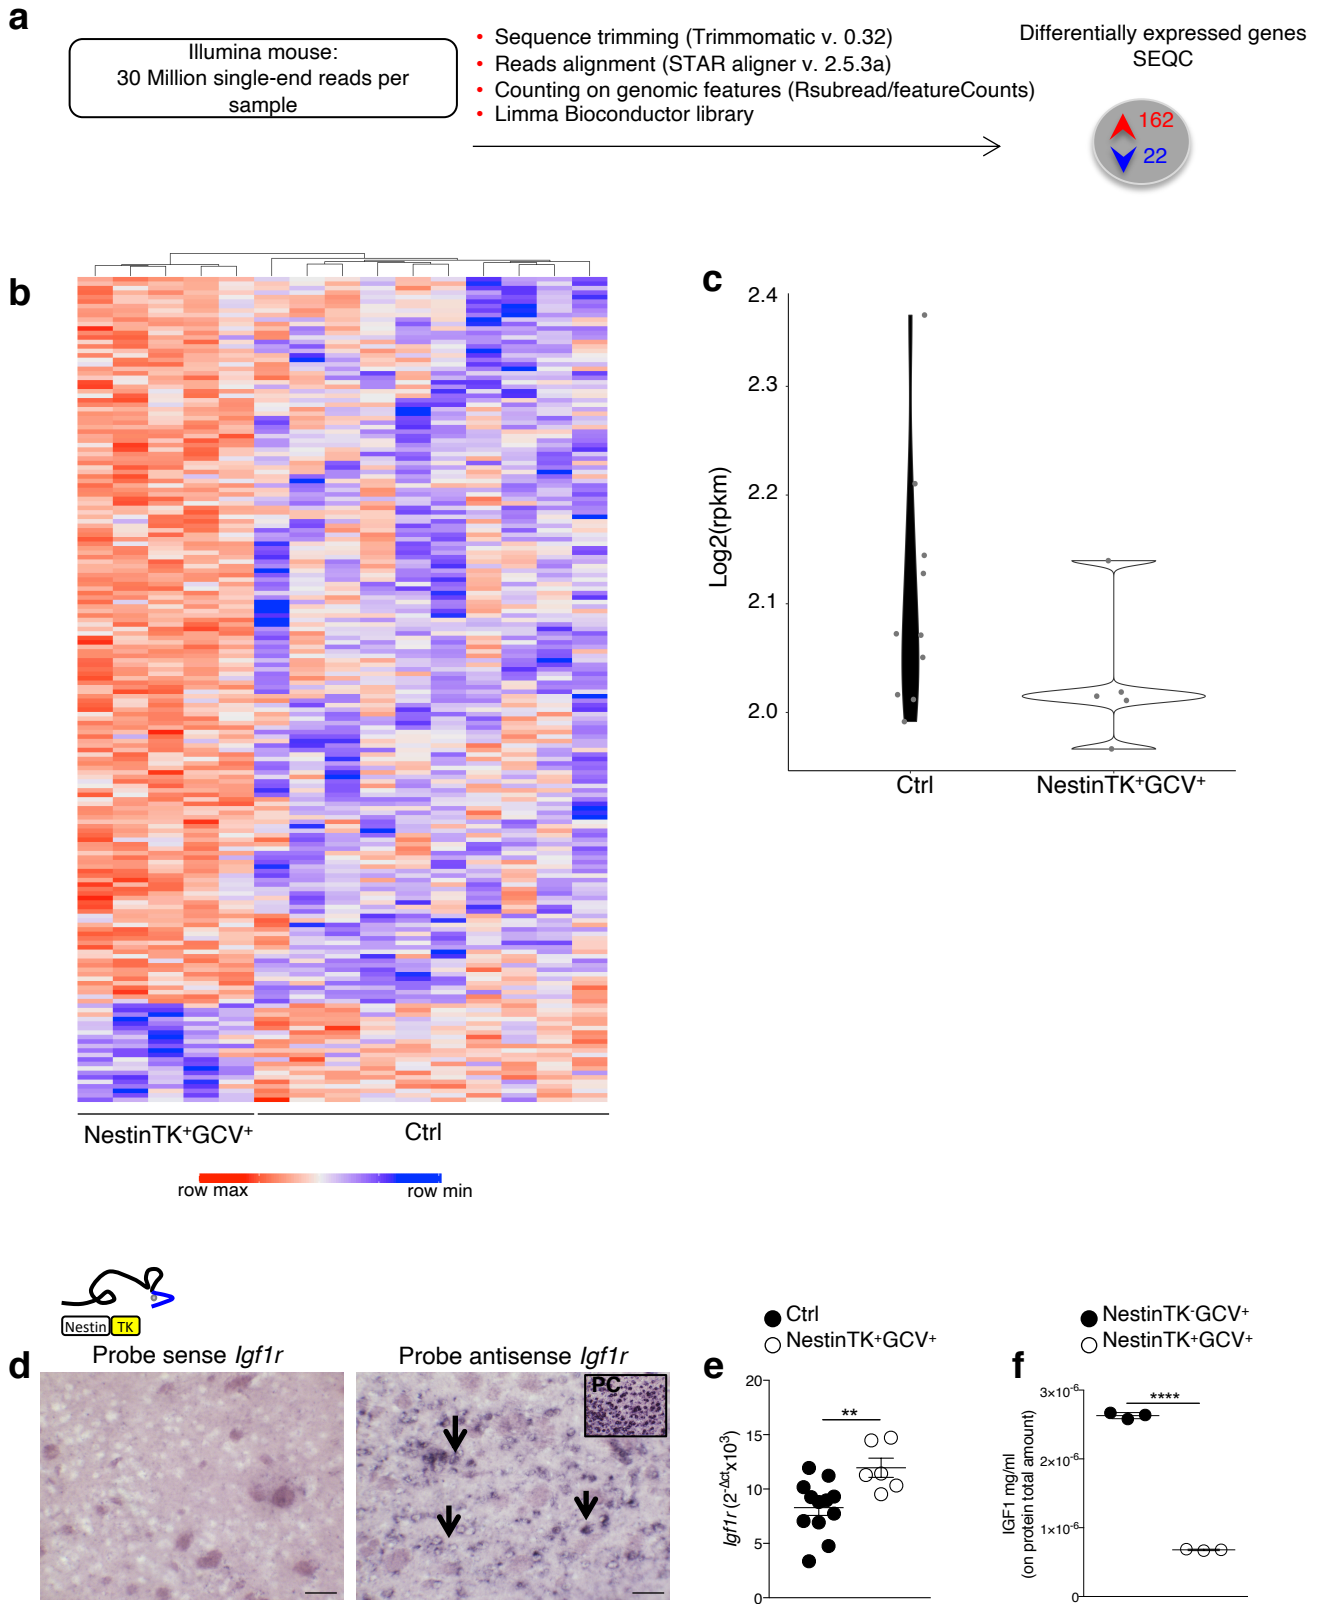 a
Illumina mouse:
30 Million single-end reads per
sample
• Sequence trimming (Trimmomatic v. 0.32)
• Reads alignment (STAR aligner v. 2.5.3a)
• Counting on genomic features (Rsubread/featureCounts)
• Limma Bioconductor library
Differentially expressed genes
SEQC
162
22
b
NestinTK⁺GCV⁺
Ctrl
row max
row min
c
2.4
2.3
2.2
2.1
2.0
Log2(rpkm)
Ctrl
NestinTK⁺GCV⁺
Nestin TK
d
Probe sense Igf1r
Probe antisense Igf1r
PC
e
Ctrl
NestinTK⁺GCV⁺
20
15
10
5
0
Igf1r (2^-Δct x10³)
**
f
NestinTK⁻GCV⁺
NestinTK⁺GCV⁺
3×10⁻⁶
2×10⁻⁶
1×10⁻⁶
0
IGF1 mg/ml
(on protein total amount)
****